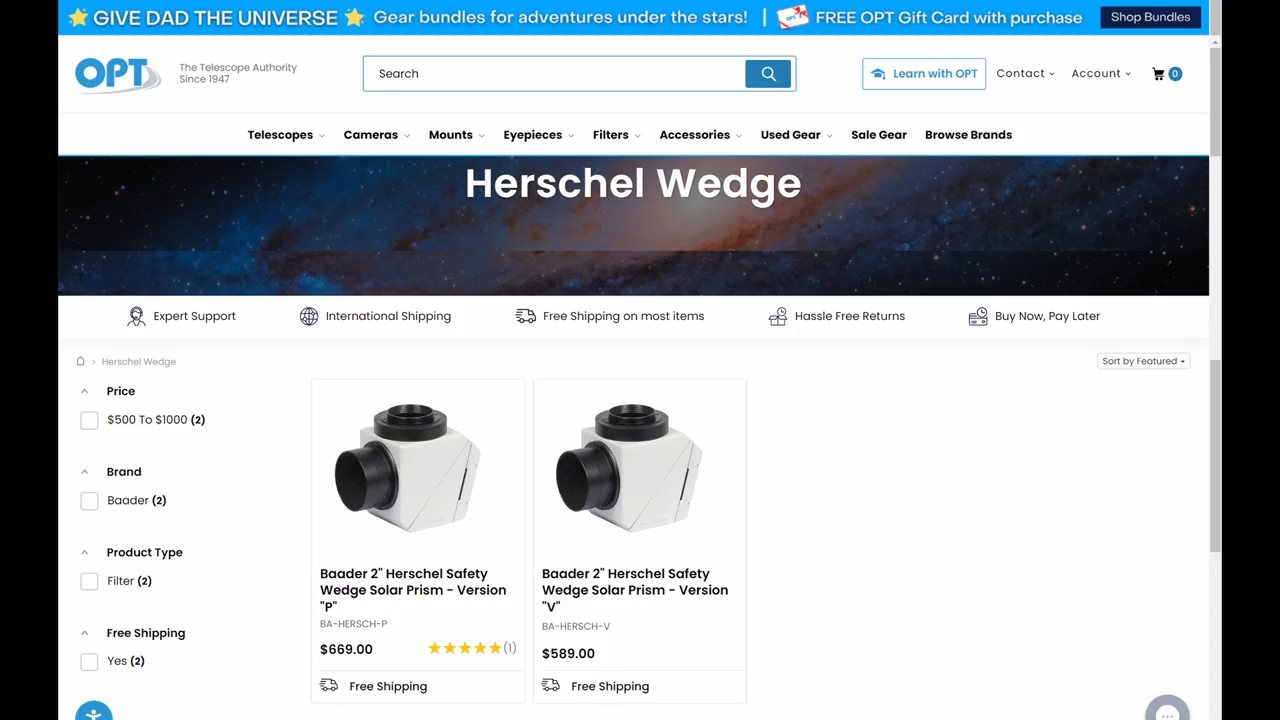 GIVE DAD THE UNIVERSE Gear bundles for adventures under the stars! | FREE OPT Gift Card with purchase Shop Bundles
OPT
The Telescope Authority
Since 1947
Search
Learn with OPT Contact Account 0
Telescopes Cameras Mounts Eyepieces Filters Accessories Used Gear Sale Gear Browse Brands
Herschel Wedge
Expert Support International Shipping Free Shipping on most items Hassle Free Returns Buy Now, Pay Later
> Herschel Wedge
Sort by Featured
Price
$500 To $1000 (2)
Brand
Baader (2)
Product Type
Filter (2)
Free Shipping
Yes (2)
Baader 2" Herschel Safety
Wedge Solar Prism - Version
"P"
BA-HERSCH-P
$669.00 (1)
Free Shipping
Baader 2" Herschel Safety
Wedge Solar Prism - Version
"V"
BA-HERSCH-V
$589.00
Free Shipping